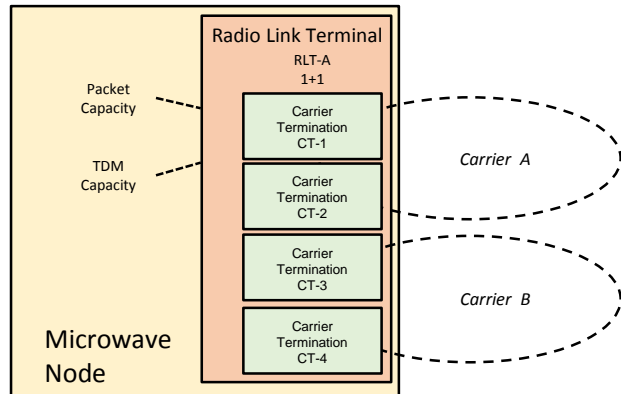 Radio Link Terminal
RLT-A
1+1
Packet
Capacity
Carrier
Termination
CT-1
Carrier A
TDM
Capacity
Carrier
Termination
CT-2
Carrier
Termination
CT-3
Carrier B
Carrier
Termination
CT-4
Microwave
Node